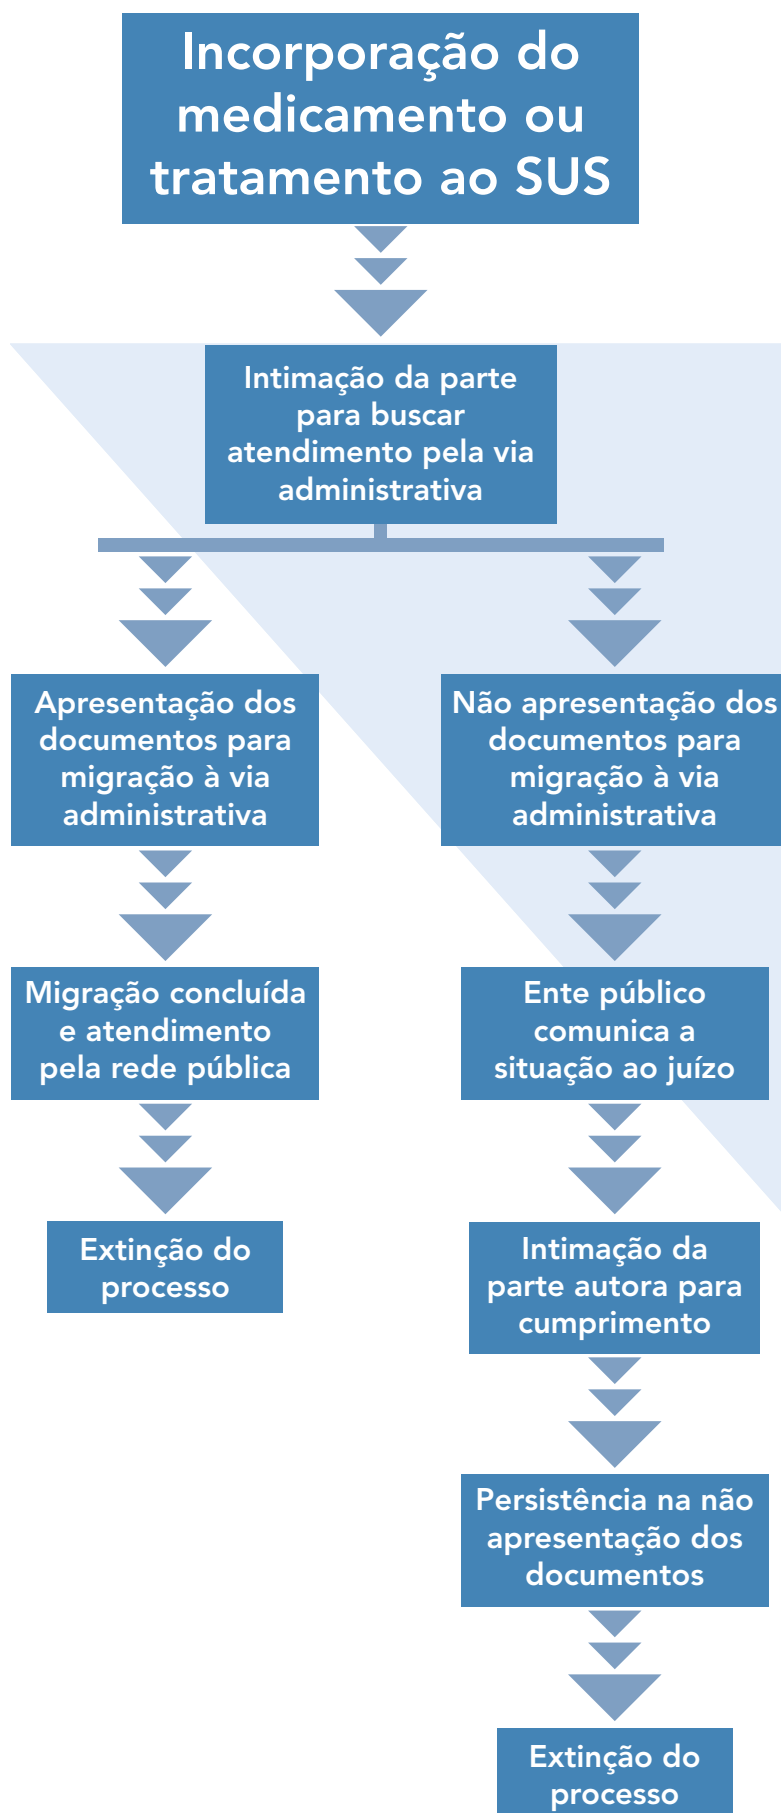 Incorporação do
medicamento ou
tratamento ao SUS
Intimação da parte
para buscar
atendimento pela via
administrativa
Apresentação dos
documentos para
migração à via
administrativa
Migração concluída
e atendimento
pela rede pública
Extinção do
processo
Não apresentação dos
documentos para
migração à via
administrativa
Ente público
comunica a
situação ao juízo
Intimação da
parte autora para
cumprimento
Persistência na não
apresentação dos
documentos
Extinção do
processo